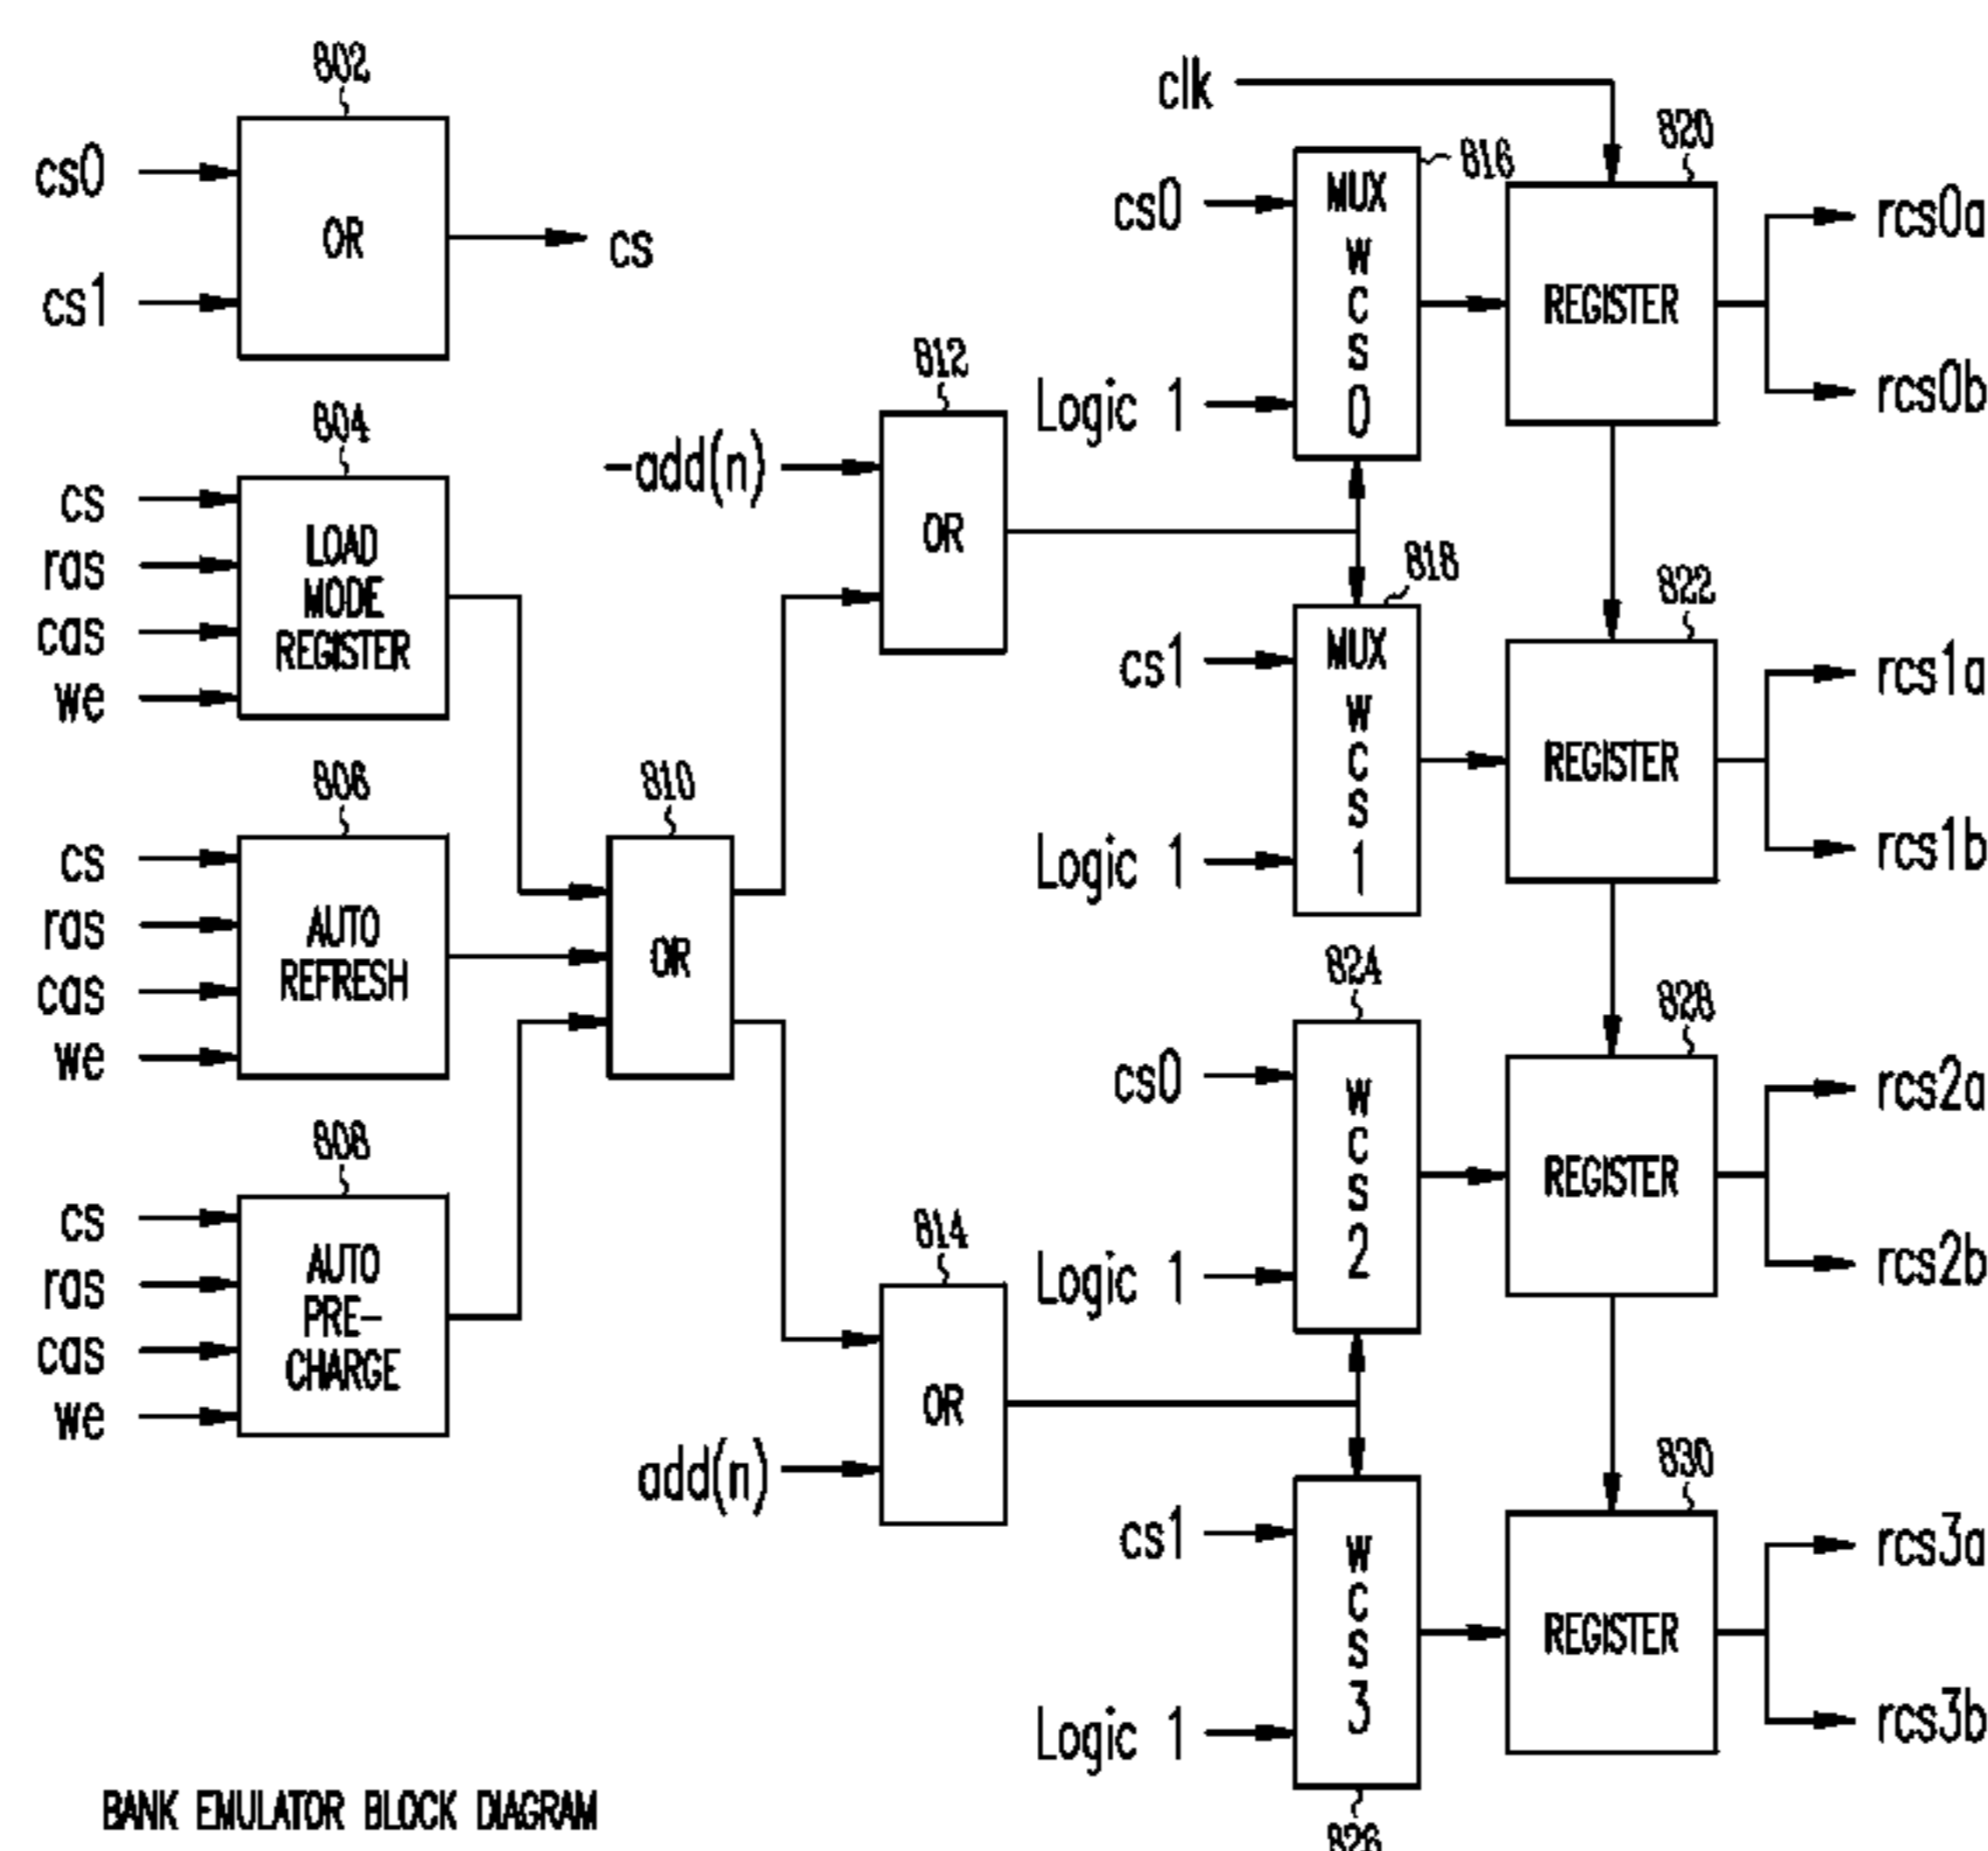 802
cs0
cs1
OR
cs
804
cs
ras
cas
we
LOAD
MODE
REGISTER
806
cs
ras
cas
we
AUTO
REFRESH
808
cs
ras
cas
we
AUTO
PRE-
CHARGE
810
OR
812
-add(n)
OR
814
OR
add(n)
clk
816
cs0
Logic 1
MUX
W
C
S
0
820
REGISTER
rcs0a
rcs0b
818
cs1
Logic 1
MUX
W
C
S
1
822
REGISTER
rcs1a
rcs1b
824
cs0
Logic 1
W
C
S
2
828
REGISTER
rcs2a
rcs2b
cs1
Logic 1
W
C
S
3
826
830
REGISTER
rcs3a
rcs3b
BANK EMULATOR BLOCK DIAGRAM